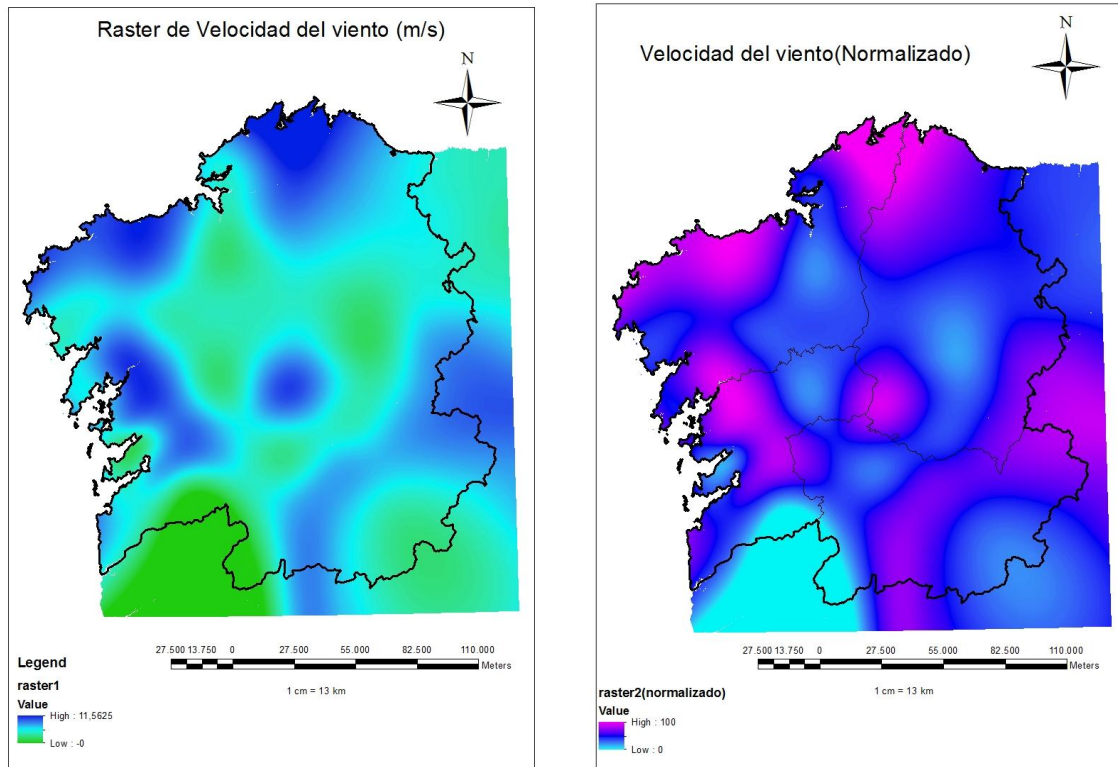 Raster de Velocidad del viento (m/s)
N
27.500 13.750 0 27.500 55.000 82.500 110.000
Meters
1 cm = 13 km
Legend
raster1
Value
High : 11,5625
Low : -0
Velocidad del viento(Normalizado)
N
27.500 13.750 0 27.500 55.000 82.500 110.000
Meters
1 cm = 13 km
raster2(normalizado)
Value
High : 100
Low : 0